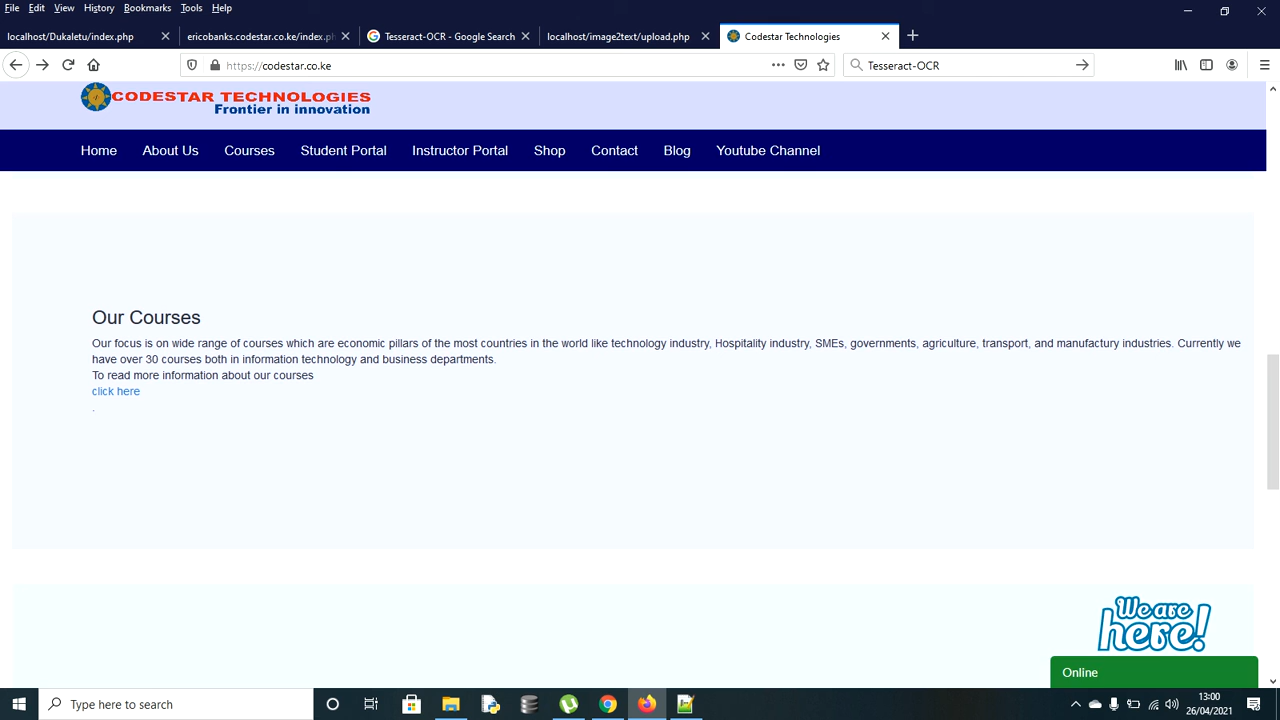 File Edit View History Bookmarks Tools Help
localhost/Dukaletu/index.php
ericobanks.codestar.co.ke/index.ph
Tesseract-OCR - Google Search
localhost/image2text/upload.php
Codestar Technologies
https://codestar.co.ke
Tesseract-OCR
CODESTAR TECHNOLOGIES
Frontier in innovation
Home About Us Courses Student Portal Instructor Portal Shop Contact Blog Youtube Channel
Our Courses
Our focus is on wide range of courses which are economic pillars of the most countries in the world like technology industry, Hospitality industry, SMEs, governments, agriculture, transport, and manufactury industries. Currently we
have over 30 courses both in information technology and business departments.
To read more information about our courses
click here
.
We are
here!
Online
Type here to search
13:00
26/04/2021